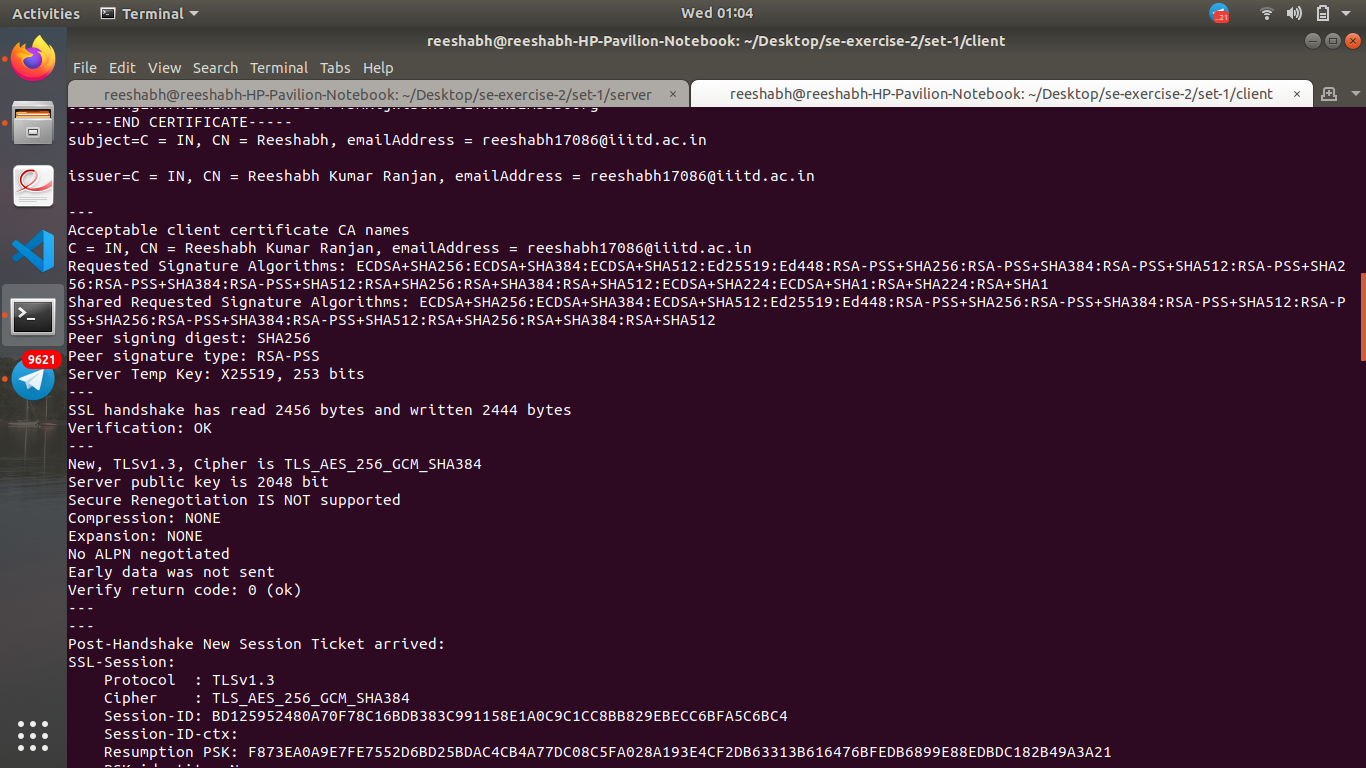 Activities Terminal Wed 01:04 21
reeshabh@reeshabh-HP-Pavilion-Notebook: ~/Desktop/se-exercise-2/set-1/client
File Edit View Search Terminal Tabs Help
reeshabh@reeshabh-HP-Pavilion-Notebook: ~/Desktop/se-exercise-2/set-1/server × reeshabh@reeshabh-HP-Pavilion-Notebook: ~/Desktop/se-exercise-2/set-1/client ×
-----END CERTIFICATE-----
subject=C = IN, CN = Reeshabh, emailAddress = reeshabh17086@iiitd.ac.in
issuer=C = IN, CN = Reeshabh Kumar Ranjan, emailAddress = reeshabh17086@iiitd.ac.in
---
Acceptable client certificate CA names
C = IN, CN = Reeshabh Kumar Ranjan, emailAddress = reeshabh17086@iiitd.ac.in
Requested Signature Algorithms: ECDSA+SHA256:ECDSA+SHA384:ECDSA+SHA512:Ed25519:Ed448:RSA-PSS+SHA256:RSA-PSS+SHA384:RSA-PSS+SHA512:RSA-PSS+SHA2
56:RSA-PSS+SHA384:RSA-PSS+SHA512:RSA+SHA256:RSA+SHA384:RSA+SHA512:ECDSA+SHA224:ECDSA+SHA1:RSA+SHA224:RSA+SHA1
Shared Requested Signature Algorithms: ECDSA+SHA256:ECDSA+SHA384:ECDSA+SHA512:Ed25519:Ed448:RSA-PSS+SHA256:RSA-PSS+SHA384:RSA-PSS+SHA512:RSA-P
SS+SHA256:RSA-PSS+SHA384:RSA-PSS+SHA512:RSA+SHA256:RSA+SHA384:RSA+SHA512
Peer signing digest: SHA256
Peer signature type: RSA-PSS
Server Temp Key: X25519, 253 bits
---
SSL handshake has read 2456 bytes and written 2444 bytes
Verification: OK
---
New, TLSv1.3, Cipher is TLS_AES_256_GCM_SHA384
Server public key is 2048 bit
Secure Renegotiation IS NOT supported
Compression: NONE
Expansion: NONE
No ALPN negotiated
Early data was not sent
Verify return code: 0 (ok)
---
---
Post-Handshake New Session Ticket arrived:
SSL-Session:
Protocol : TLSv1.3
Cipher : TLS_AES_256_GCM_SHA384
Session-ID: BD125952480A70F78C16BDB383C991158E1A0C9C1CC8BB829EBECC6BFA5C6BC4
Session-ID-ctx:
Resumption PSK: F873EA0A9E7FE7552D6BD25BDAC4CB4A77DC08C5FA028A193E4CF2DB63313B616476BFEDB6899E88EDBDC182B49A3A21
9621